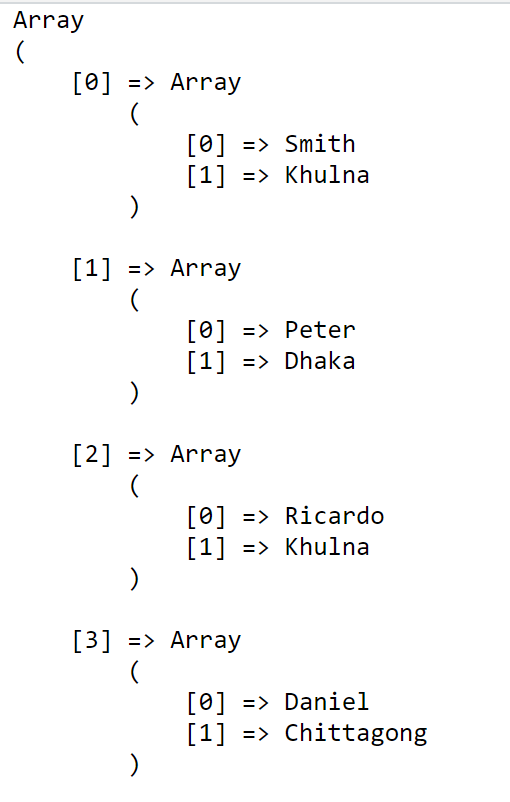 Array
(
    [0] => Array
        (
            [0] => Smith
            [1] => Khulna
        )

    [1] => Array
        (
            [0] => Peter
            [1] => Dhaka
        )

    [2] => Array
        (
            [0] => Ricardo
            [1] => Khulna
        )

    [3] => Array
        (
            [0] => Daniel
            [1] => Chittagong
        )